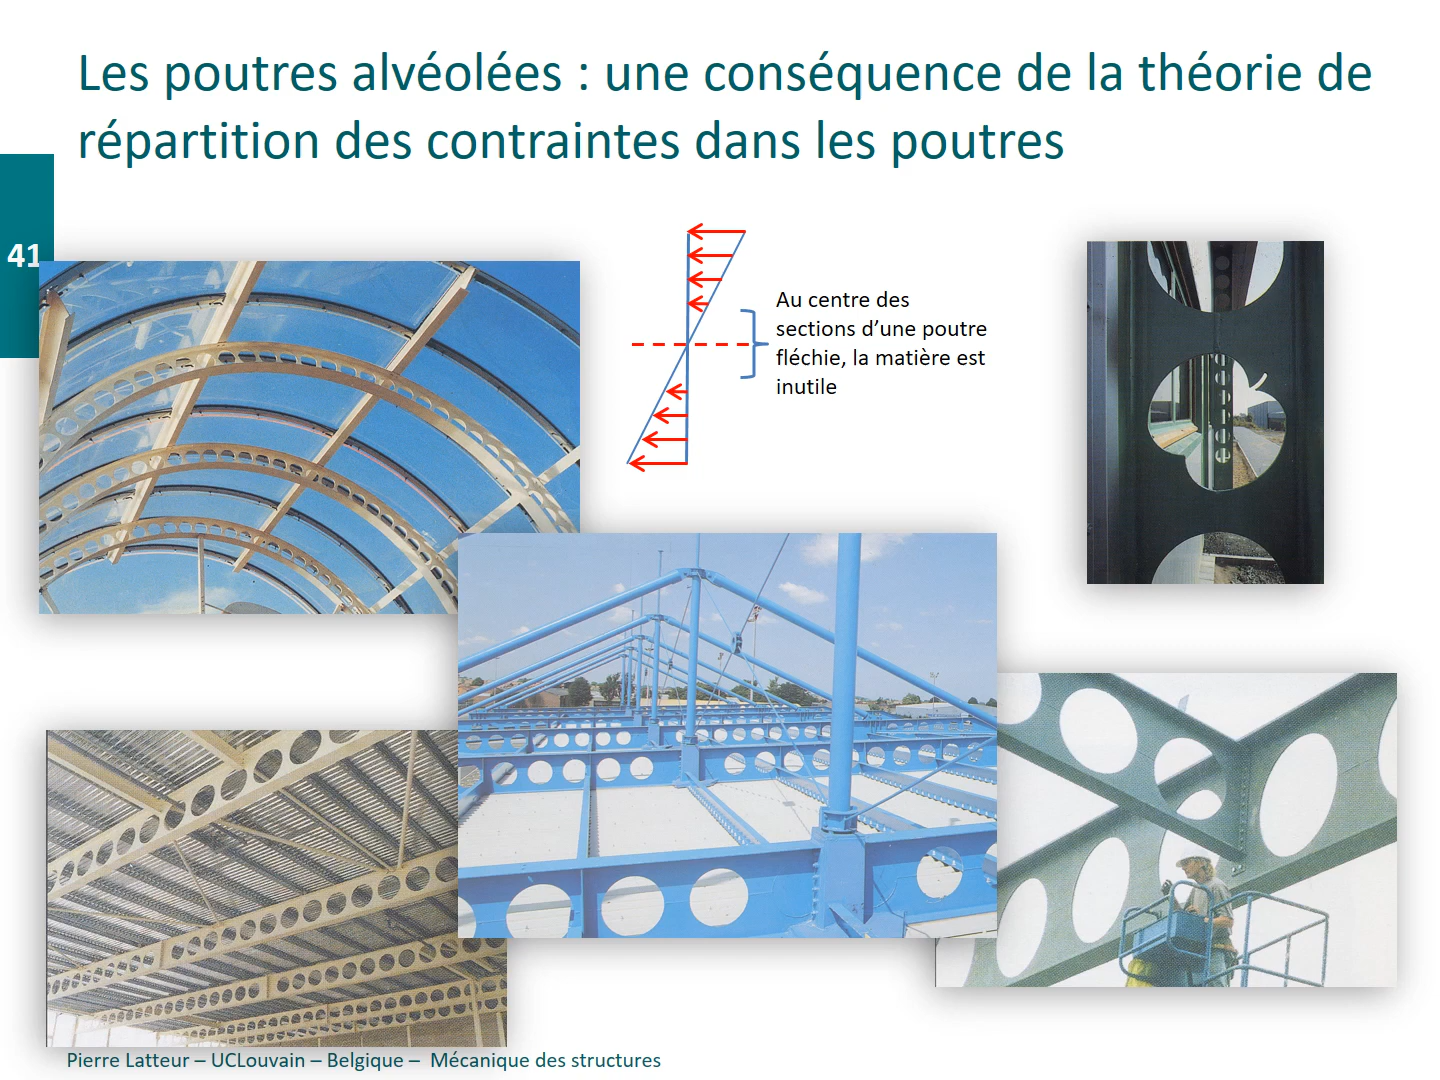 Les poutres alvéolées : une conséquence de la théorie de
répartition des contraintes dans les poutres
41
Au centre des
sections d’une poutre
fléchie, la matière est
inutile
Pierre Latteur – UCLouvain – Belgique – Mécanique des structures